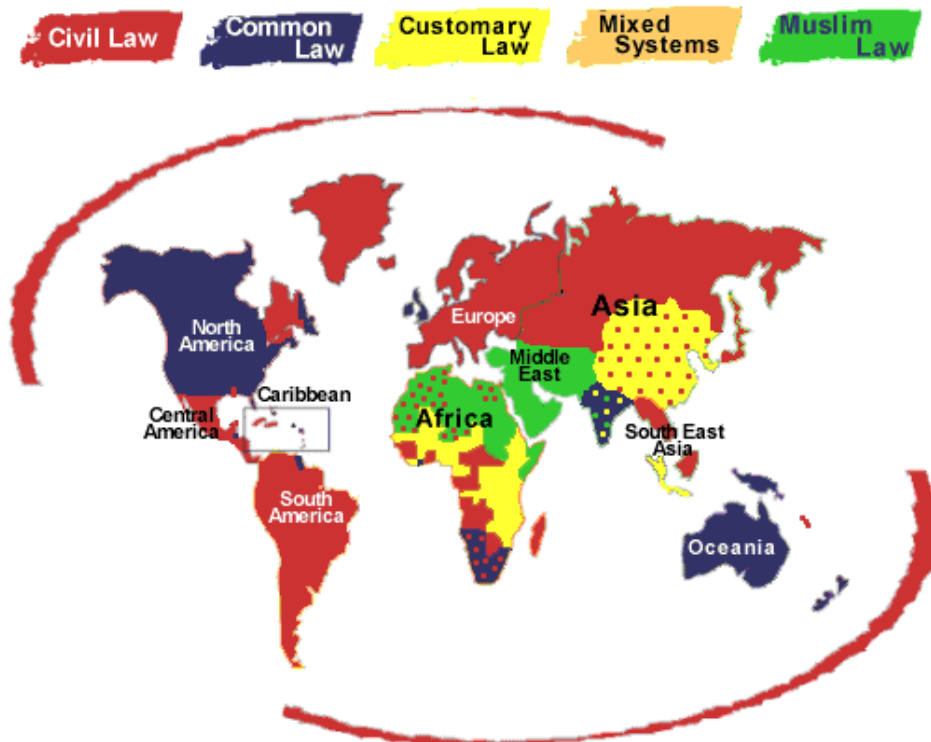 Civil Law
Common
Law
Customary
Law
Mixed
Systems
Muslim
Law
Asia
Europe
North
America
Middle
East
Caribbean
Central
America
Africa
South East
Asia
South
America
Oceania